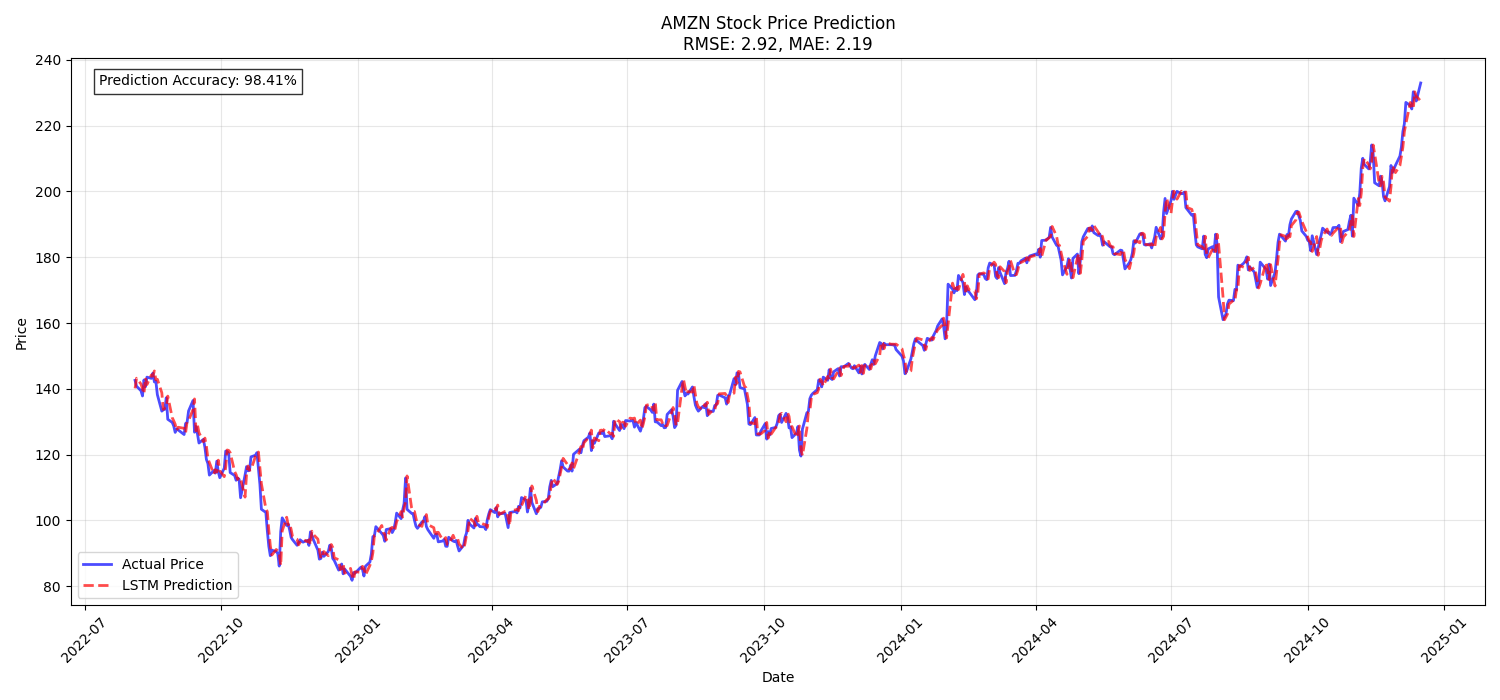 AMZN Stock Price Prediction
RMSE: 2.92, MAE: 2.19
Prediction Accuracy: 98.41%
240
220
200
180
160
140
120
100
80
Price
Actual Price
LSTM Prediction
2022-07
2022-10
2023-01
2023-04
2023-07
2023-10
2024-01
2024-04
2024-07
2024-10
2025-01
Date